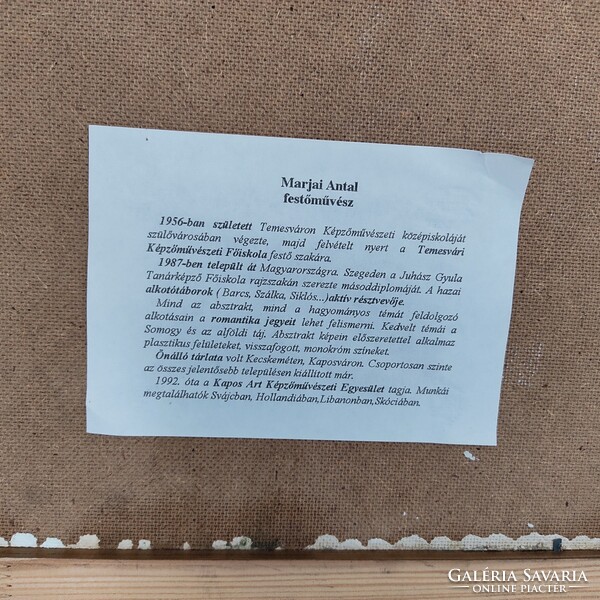 Marjai Antal
festőművész
1956-ban született Temesváron Képzőművészeti középiskoláját
szülővárosában végezte, majd felvételt nyert a Temesvári
Képzőművészeti Főiskola festő szakára.
1987-ben települt át Magyarországra. Szegeden a Juhász Gyula
Tanárképző Főiskola rajzszakán szerezte másoddiplomáját. A hazai
alkotótáborok ( Barcs, Szálka, Siklós...)aktív résztvevője.
Mind az absztrakt, mind a hagyományos témát feldolgozó
alkotásain a romantika jegyeit lehet felismerni. Kedvelt témái a
Somogy és az alföldi táj. Absztrakt képein előszeretettel alkalmaz
plasztikus felületeket, visszafogott, monokróm színeket.
Önálló tárlata volt Kecskeméten, Kaposváron. Csoportosan szinte
az összes jelentősebb településen kiállított már.
1992. óta a Kapos Art Képzőművészeti Egyesület tagja. Munkái
megtalálhatók Svájcban, Hollandiában,Libanonban,Skóciában.
GALÉRIA SAVARIA
ONLINE PIACTÉR